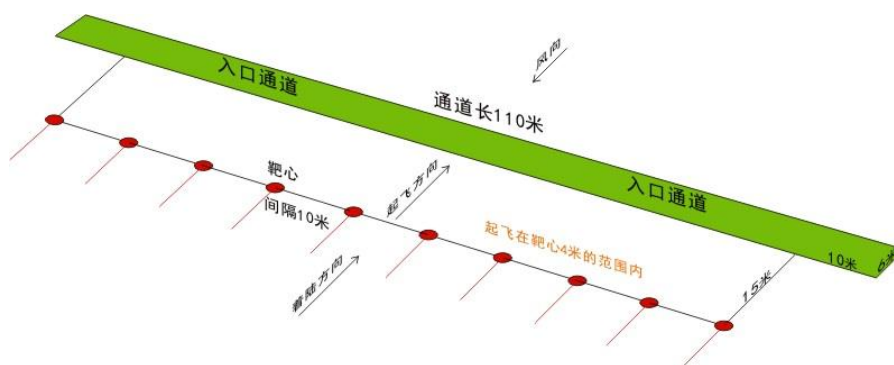 风向
入口通道
通道长110米
靶心
起飞方向
入口通道
间隔10米
起飞在靶心4米的范围内
10米
6米
着陆方向
15米